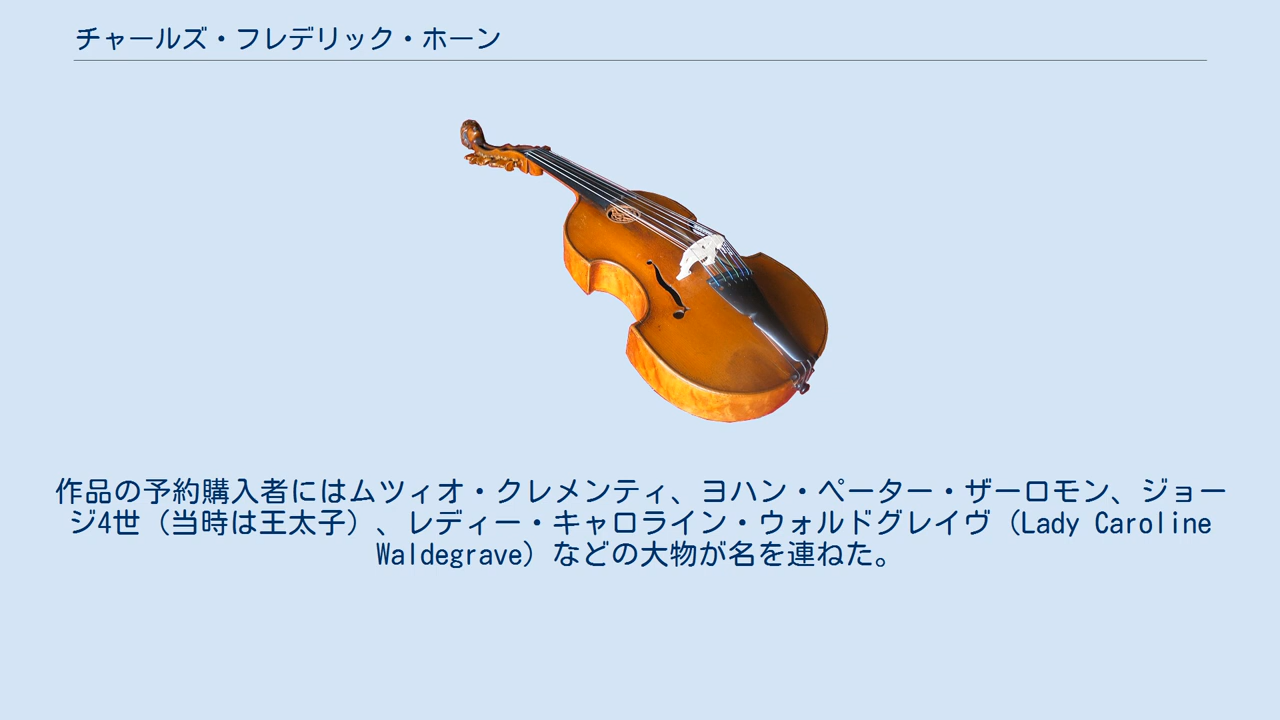 チャールズ・フレデリック・ホーン
作品の予約購入者にはムツィオ・クレメンティ、ヨハン・ペーター・ザーロモン、ジョー
ジ4世（当時は王太子）、レディー・キャロライン・ウォルドグレイヴ（Lady Caroline
Waldegrave）などの大物が名を連ねた。